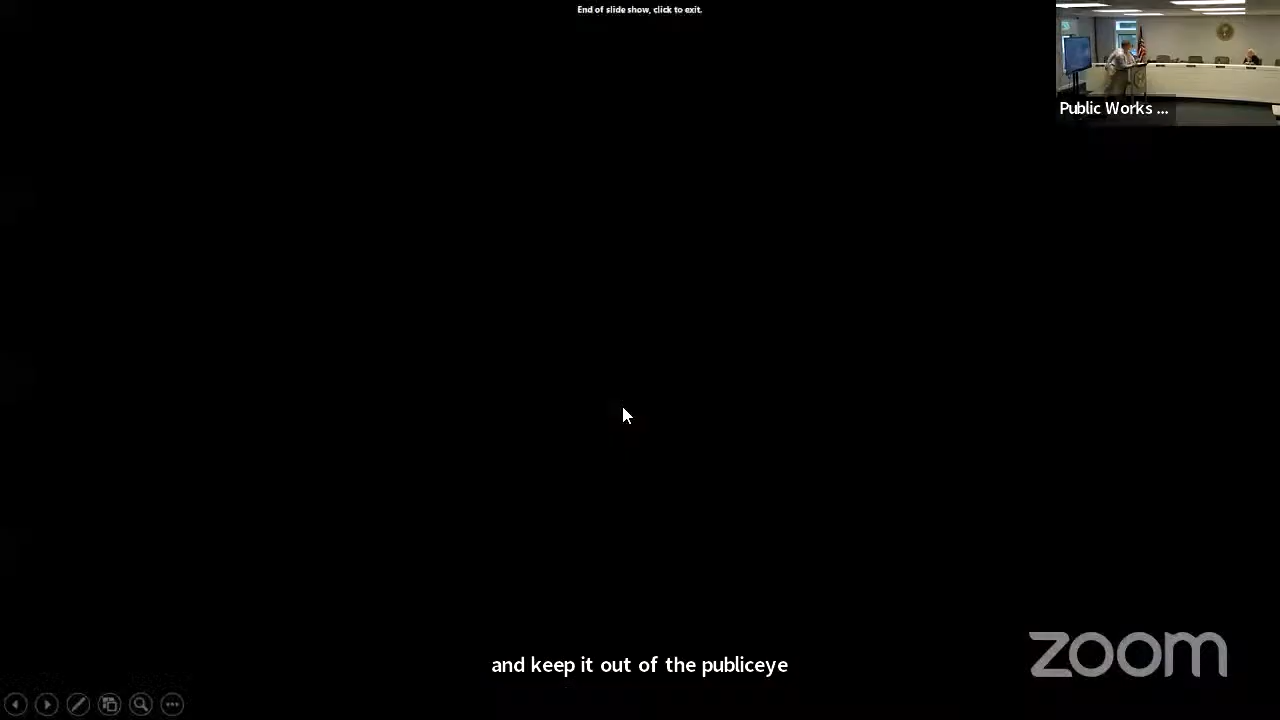 End of slide show, click to exit.
Public Works ...
and keep it out of the publiceye
zoom